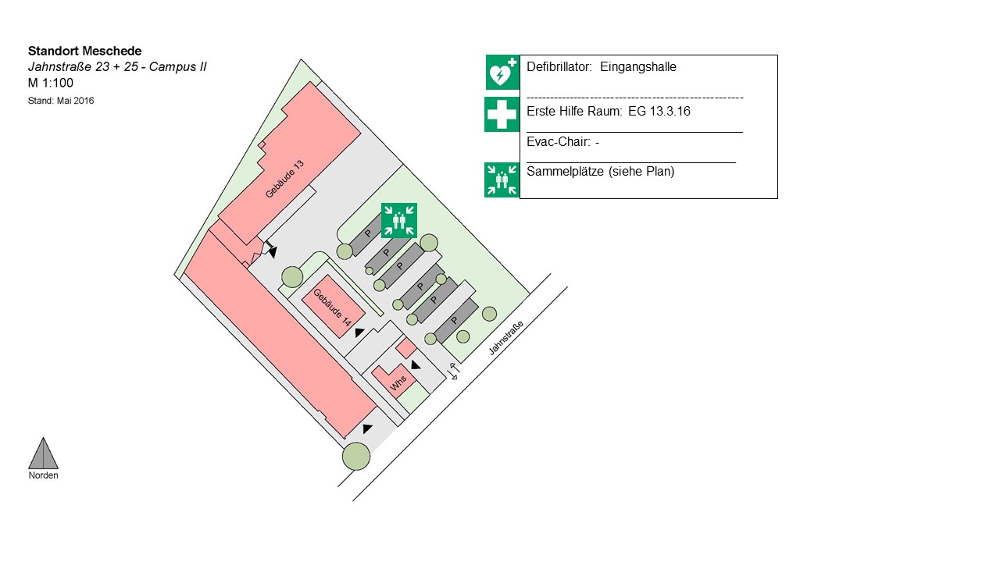 Standort Meschede
Jahnstraße 23 + 25 - Campus II
M 1:100
Stand: Mai 2016
Defibrillator: Eingangshalle
Erste Hilfe Raum: EG 13.3.16
Evac-Chair: -
Sammelplätze (siehe Plan)
Gebäude 13
P
P
P
P
P
P
Gebäude 14
Jahnstraße
Whs
Norden